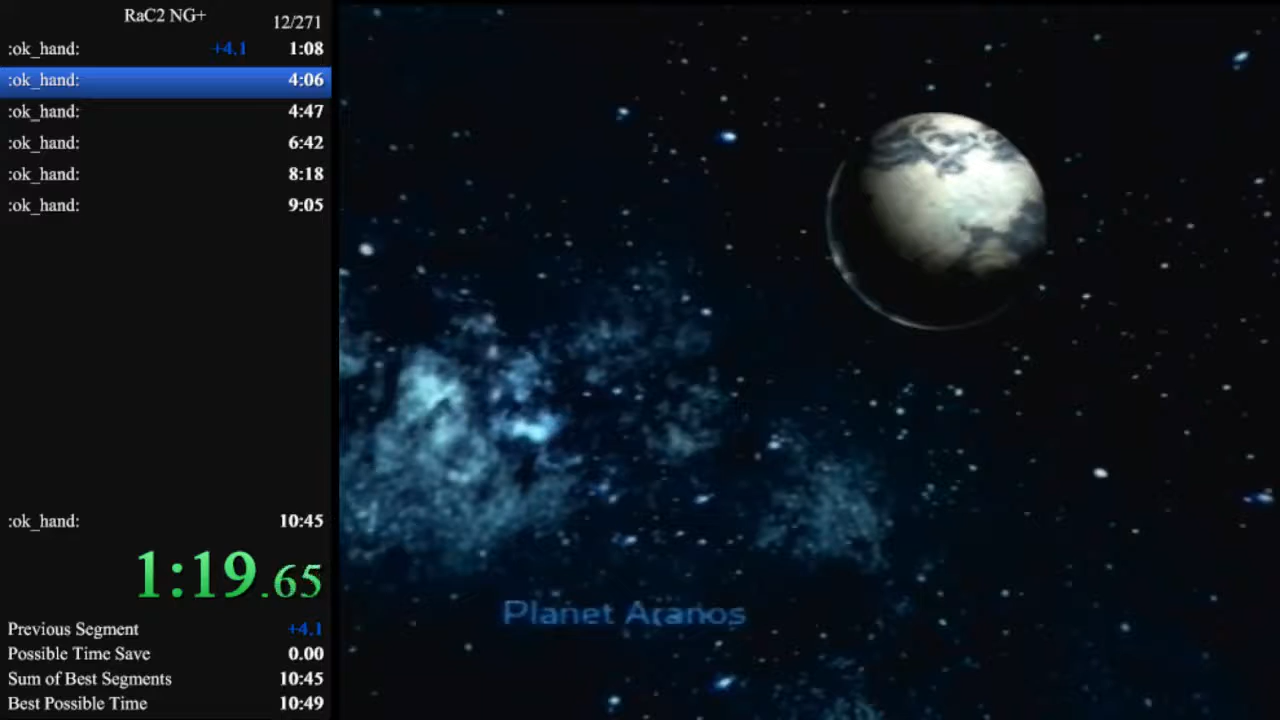 RaC2 NG+
12/271
:ok_hand: +4.1 1:08
:ok_hand: 4:06
:ok_hand: 4:47
:ok_hand: 6:42
:ok_hand: 8:18
:ok_hand: 9:05
:ok_hand: 10:45
1:19.65
Previous Segment +4.1
Possible Time Save 0.00
Sum of Best Segments 10:45
Best Possible Time 10:49
Planet Aranos